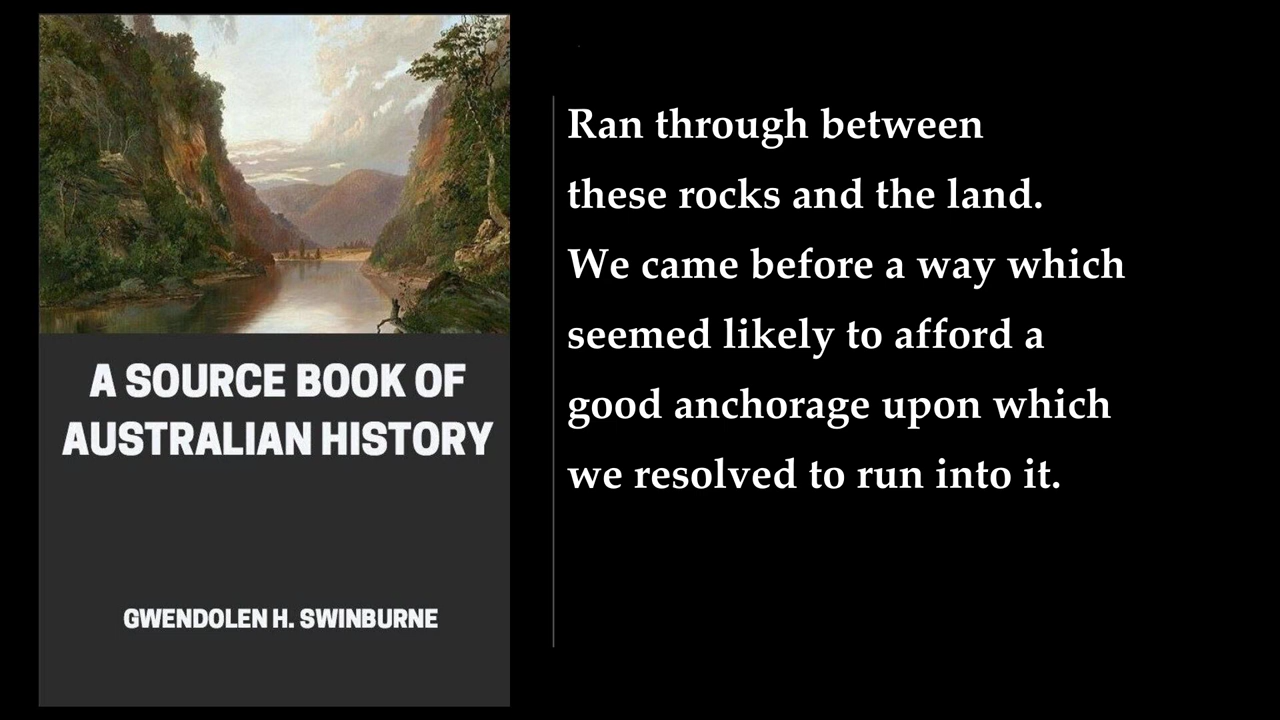 A SOURCE BOOK OF
AUSTRALIAN HISTORY
GWENDOLEN H. SWINBURNE
Ran through between
these rocks and the land.
We came before a way which
seemed likely to afford a
good anchorage upon which
we resolved to run into it.